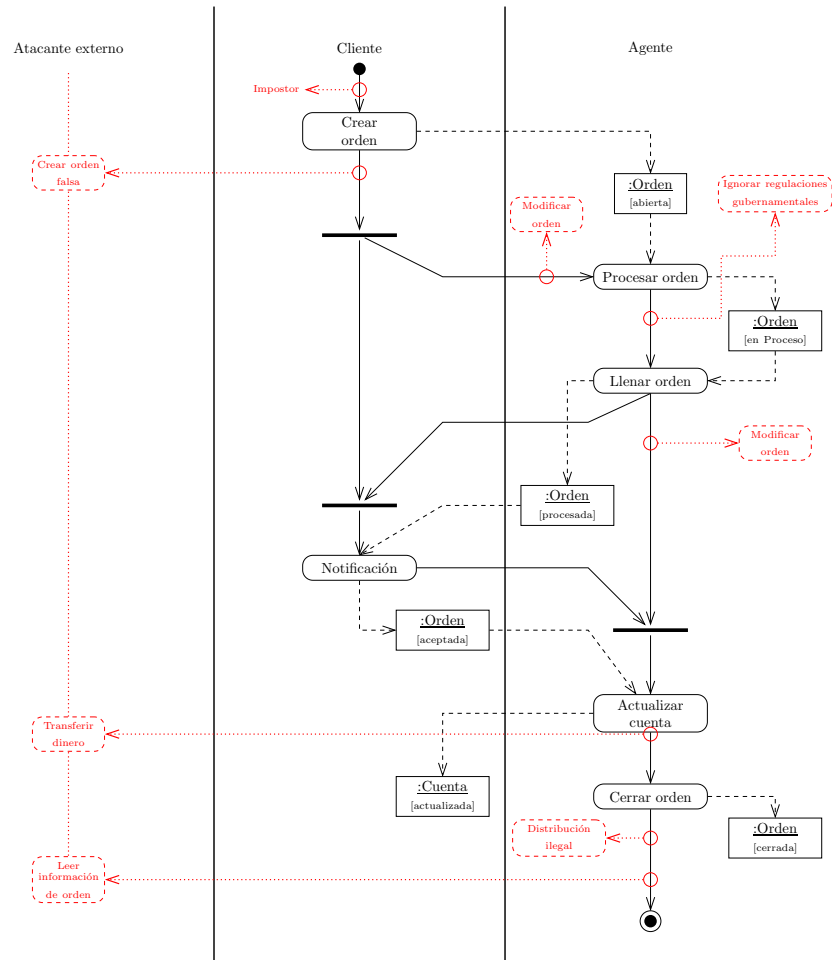 Atacante externo
Cliente
Agente
Impostor
Crear
orden
Crear orden
falsa
:Orden
[abierta]
Ignorar regulaciones
gubernamentales
Modificar
orden
Procesar orden
:Orden
[en Proceso]
Llenar orden
Modificar
orden
:Orden
[procesada]
Notificación
:Orden
[aceptada]
Actualizar
cuenta
Transferir
dinero
:Cuenta
[actualizada]
Cerrar orden
Distribución
ilegal
:Orden
[cerrada]
Leer
información
de orden